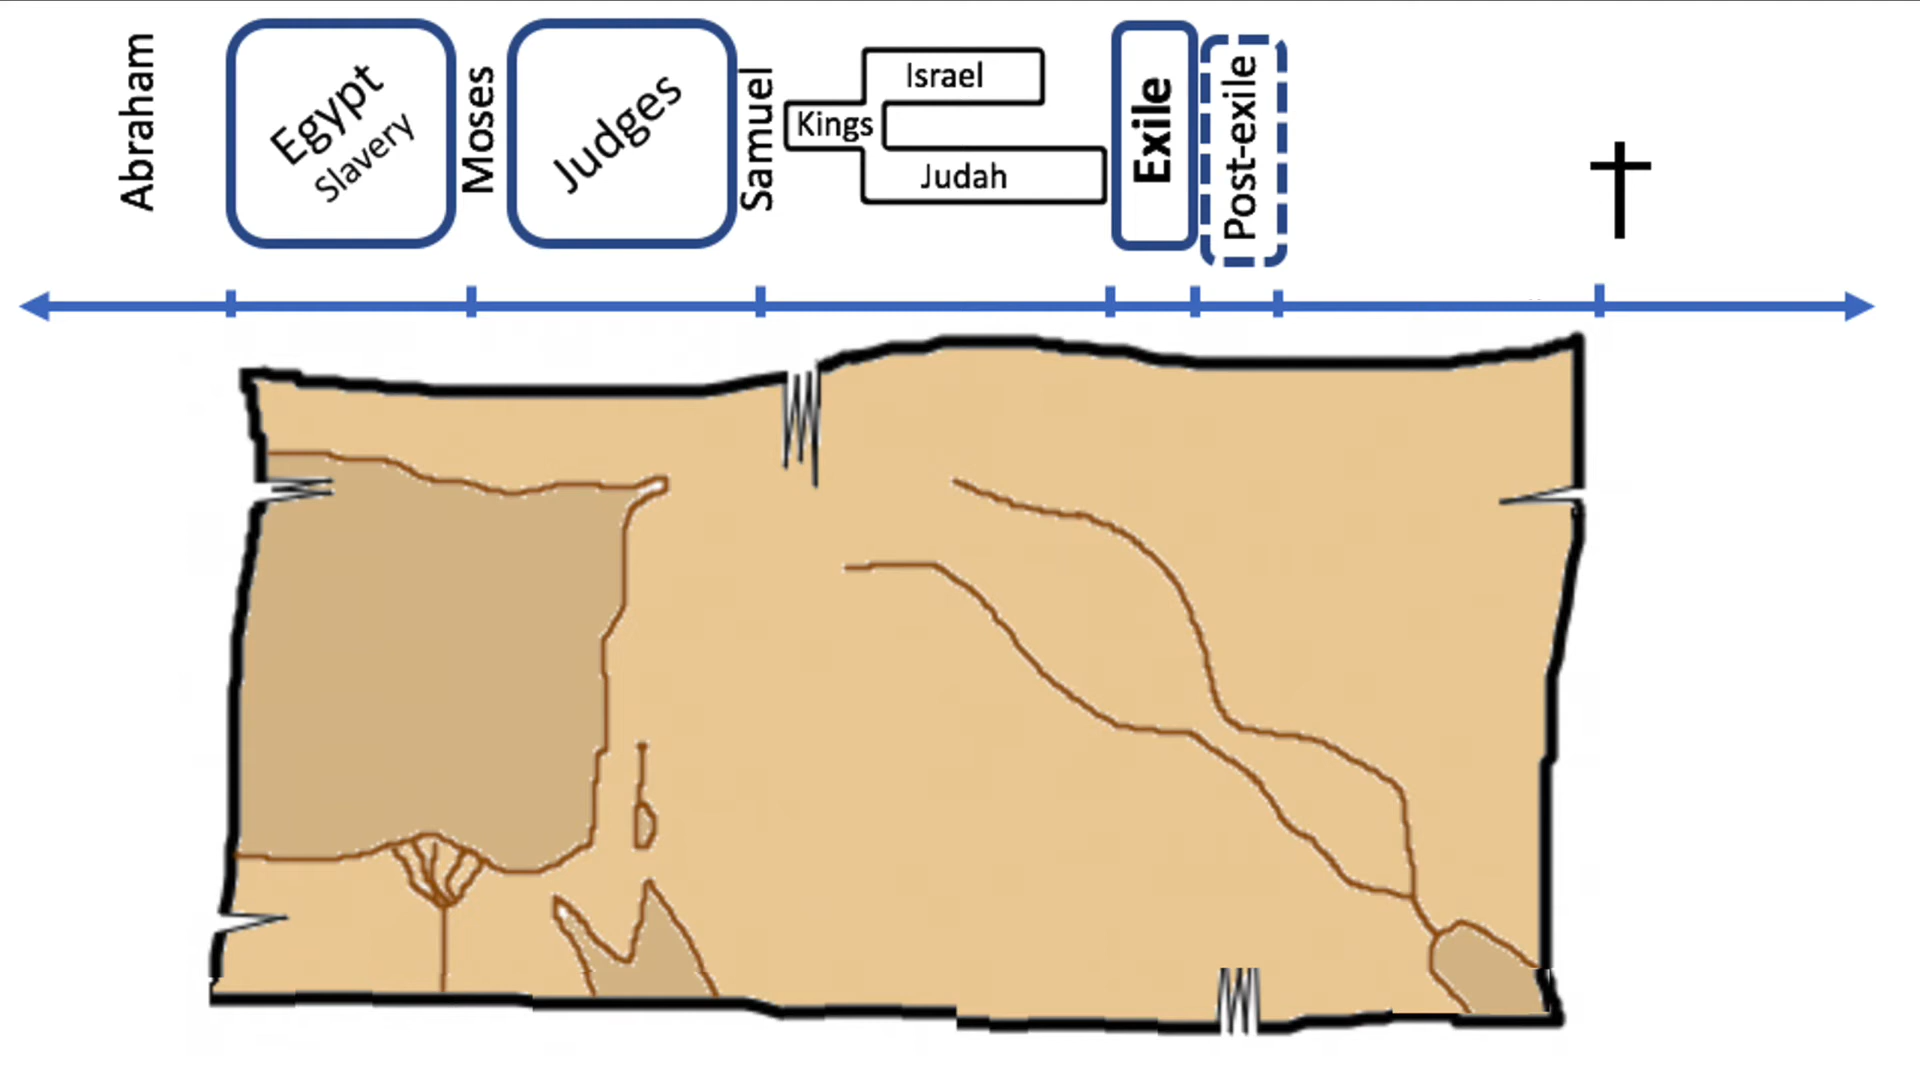 Abraham
Egypt
Slavery
Moses
Judges
Samuel
Kings
Israel
Judah
Exile
Post-exile